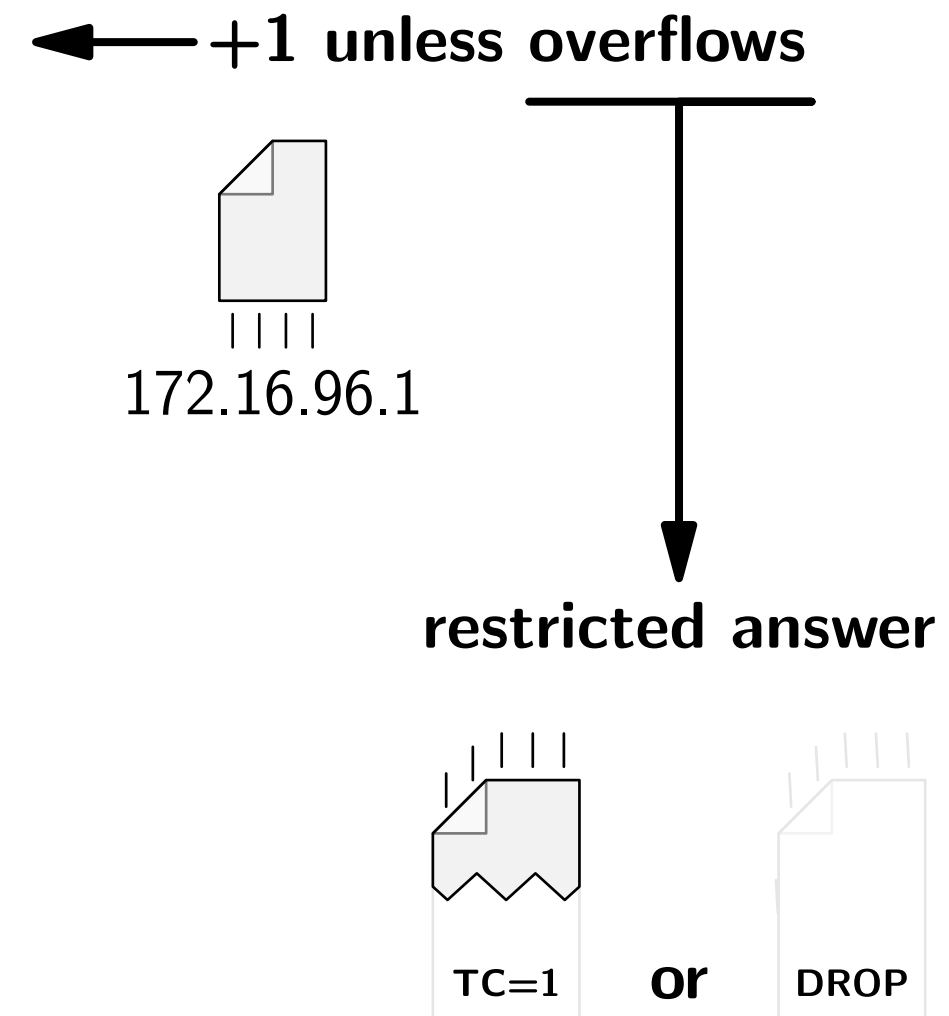 +1 unless overflows
172.16.96.1
restricted answer
TC=1 or DROP